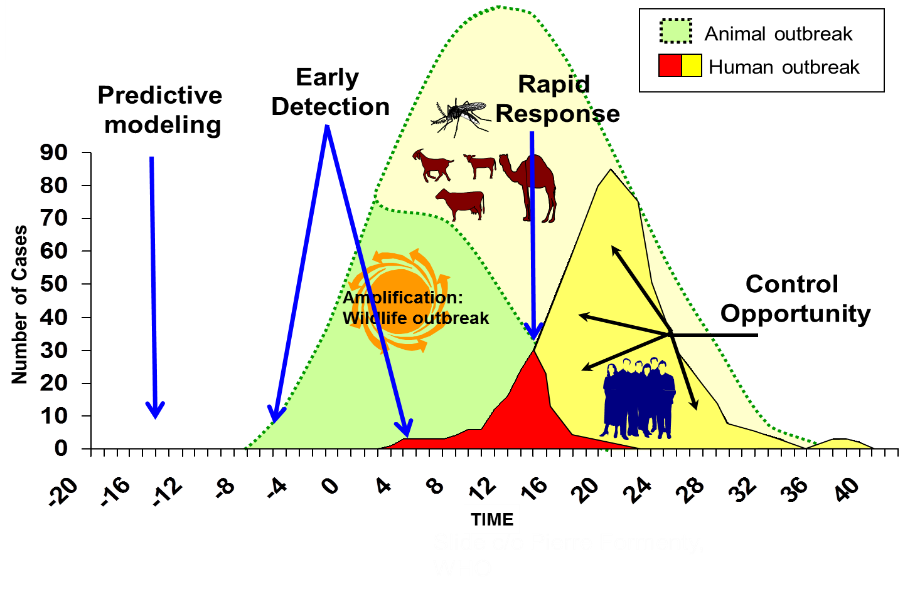 Animal outbreak
Human outbreak
Predictive
modeling
Early
Detection
Rapid
Response
90
80
70
60
50
40
30
20
10
0
Number of Cases
Amplification:
Wildlife outbreak
Control
Opportunity
-20
-16
-12
-8
-4
0
4
8
12
16
20
24
28
32
36
40
TIME